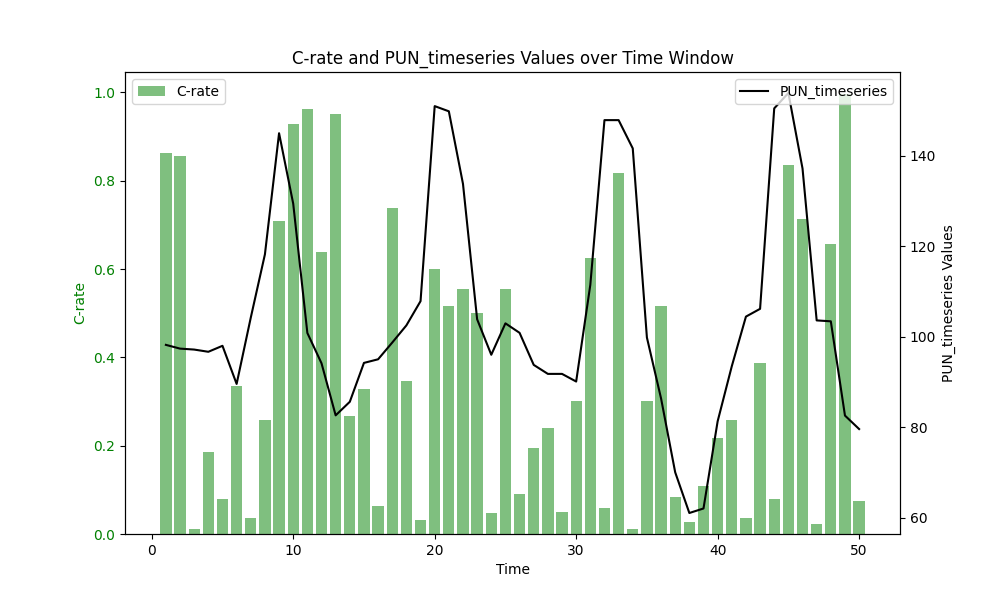 C-rate and PUN_timeseries Values over Time Window
C-rate
PUN_timeseries
1.0
0.8
0.6
0.4
0.2
0.0
C-rate
140
120
100
80
60
PUN_timeseries Values
0 10 20 30 40 50
Time